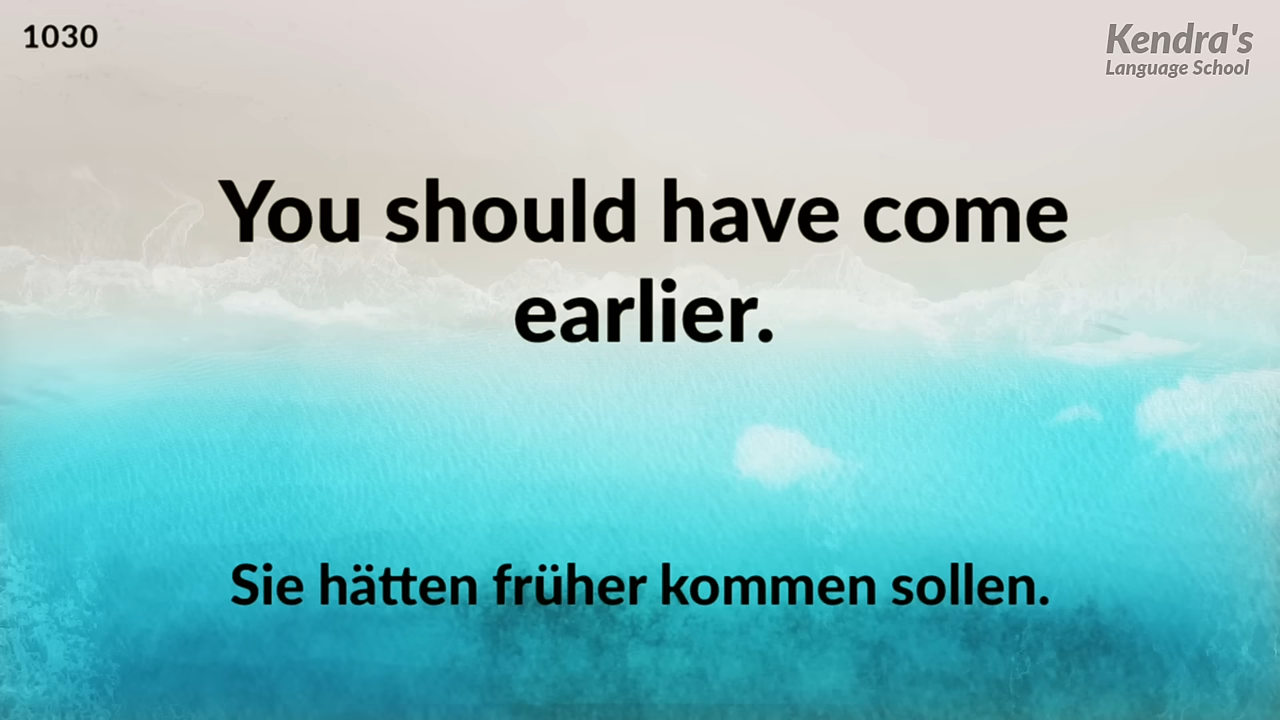 1030
Kendra's
Language School
You should have come
earlier.
Sie hätten früher kommen sollen.